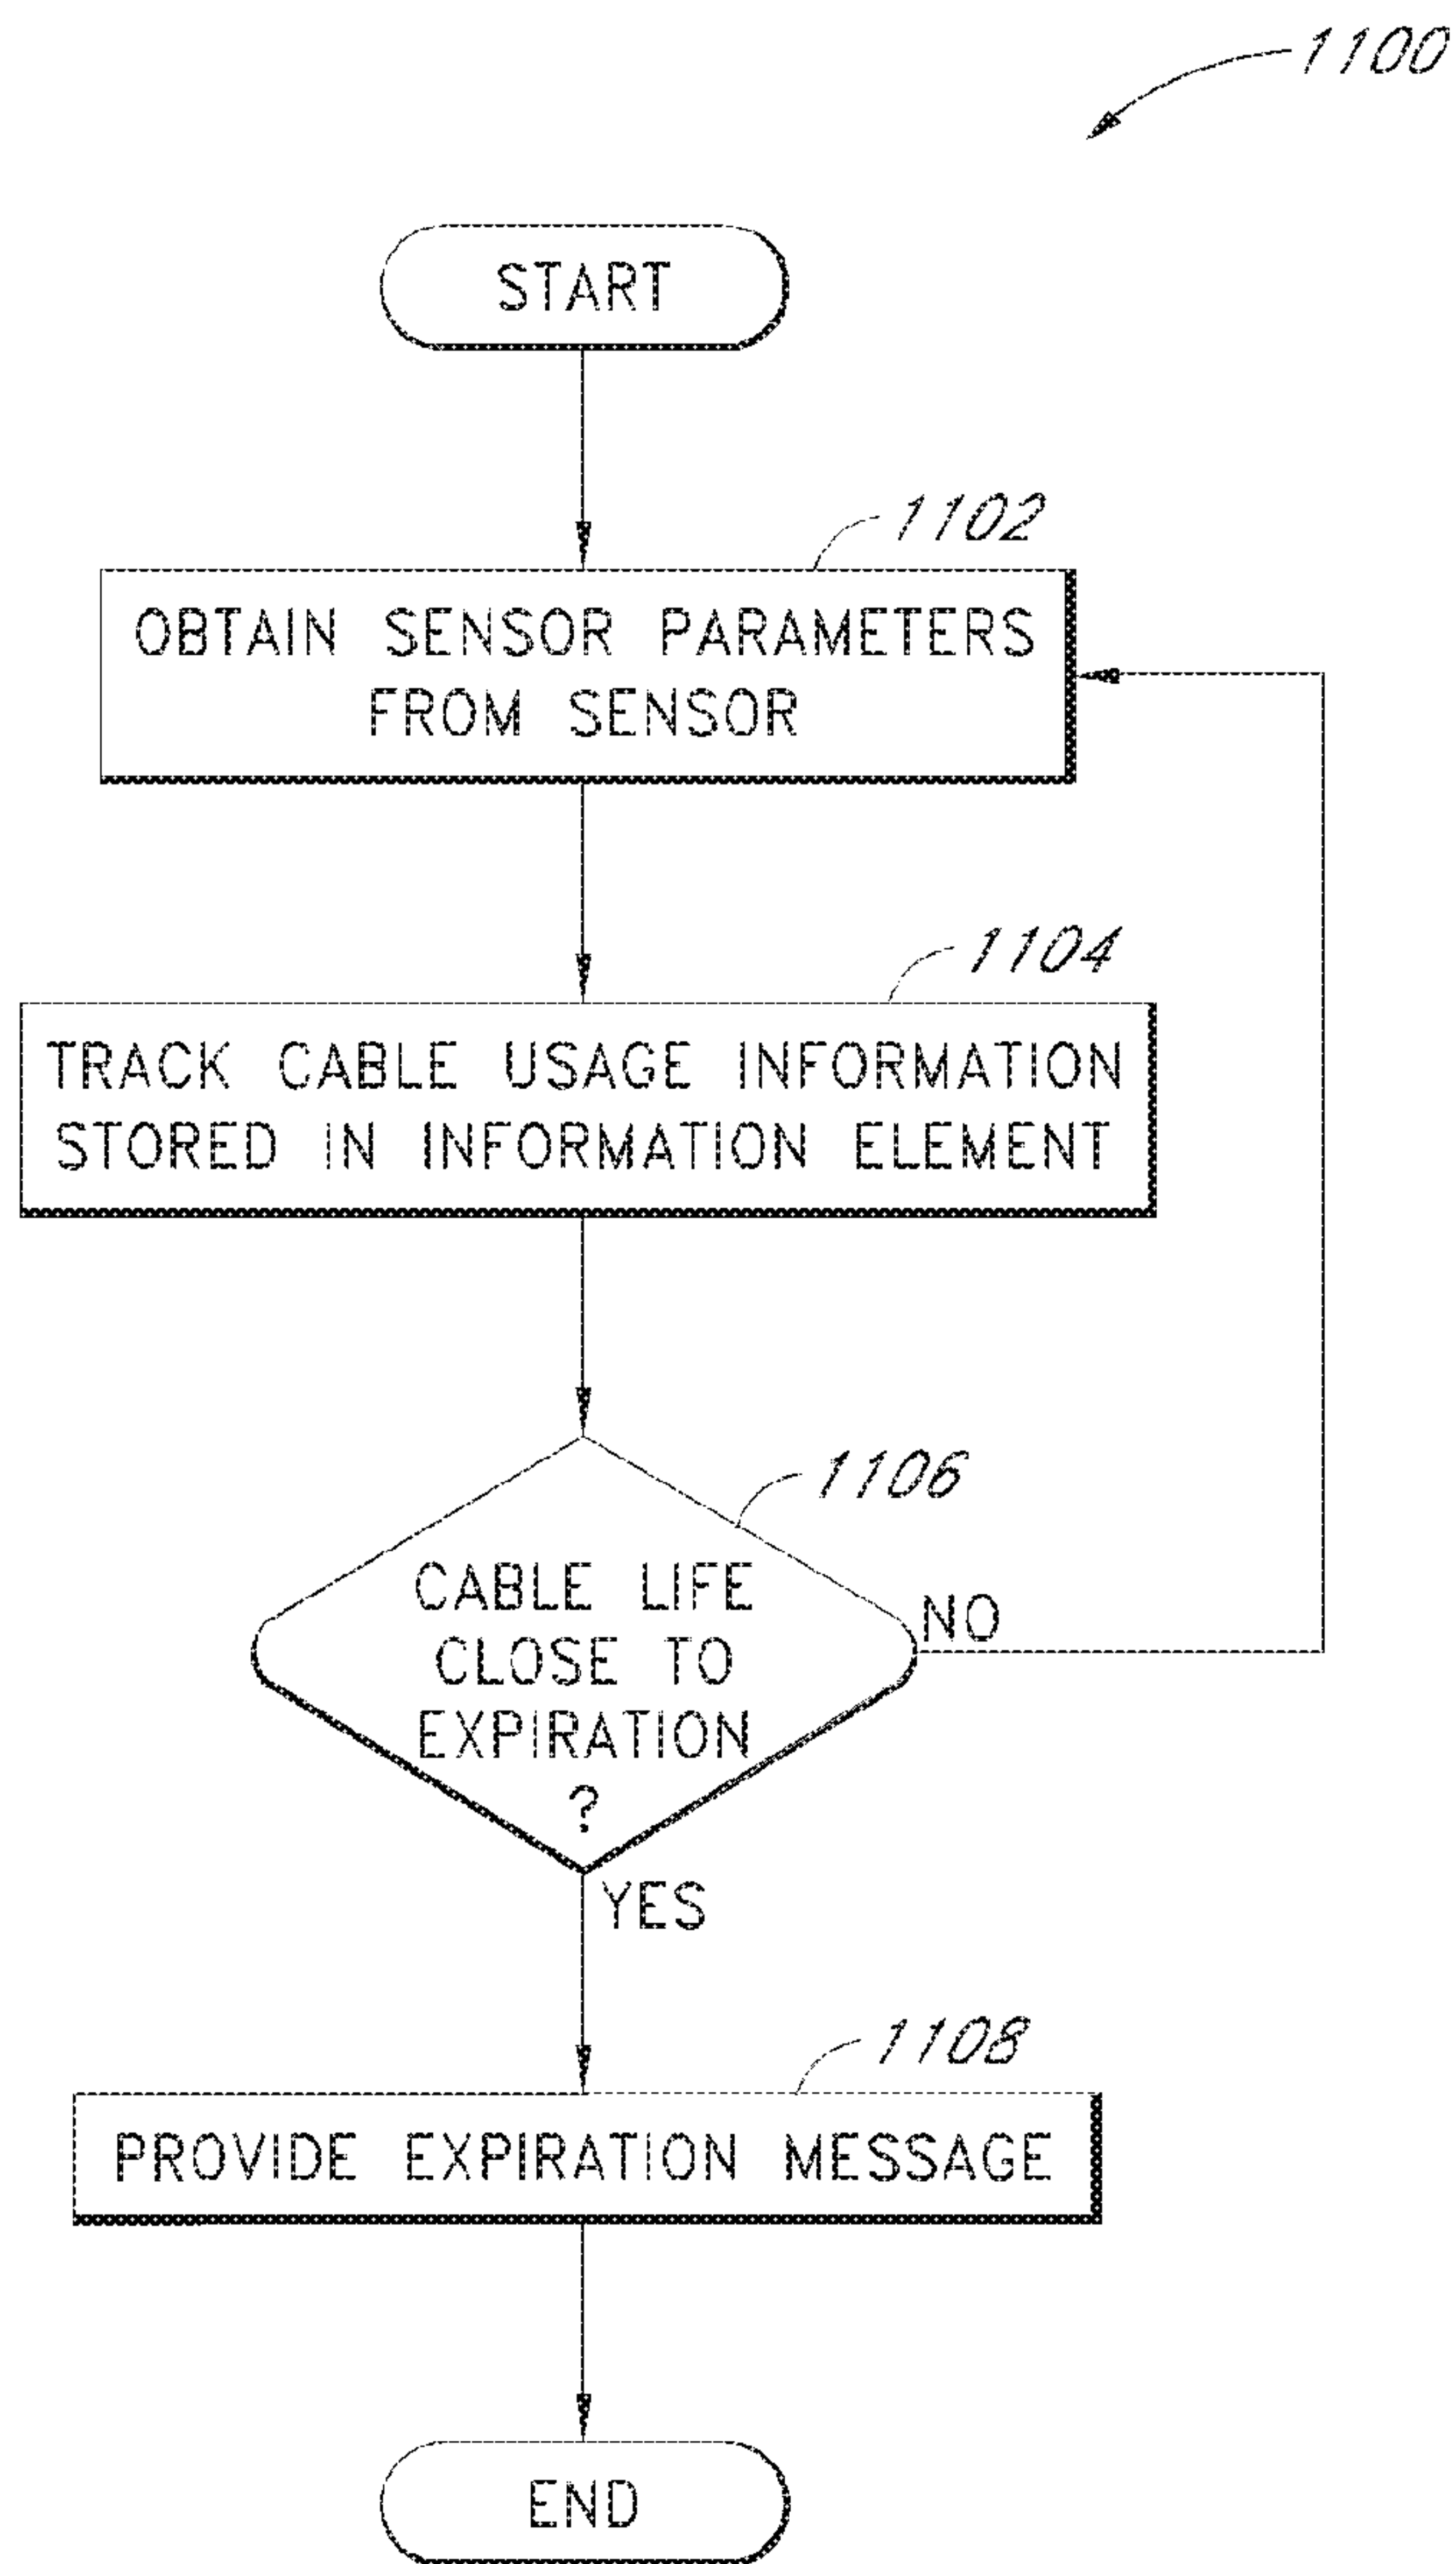 1100
START
1102
OBTAIN SENSOR PARAMETERS
FROM SENSOR
1104
TRACK CABLE USAGE INFORMATION
STORED IN INFORMATION ELEMENT
1106
CABLE LIFE
CLOSE TO
EXPIRATION
?
NO
YES
1108
PROVIDE EXPIRATION MESSAGE
END